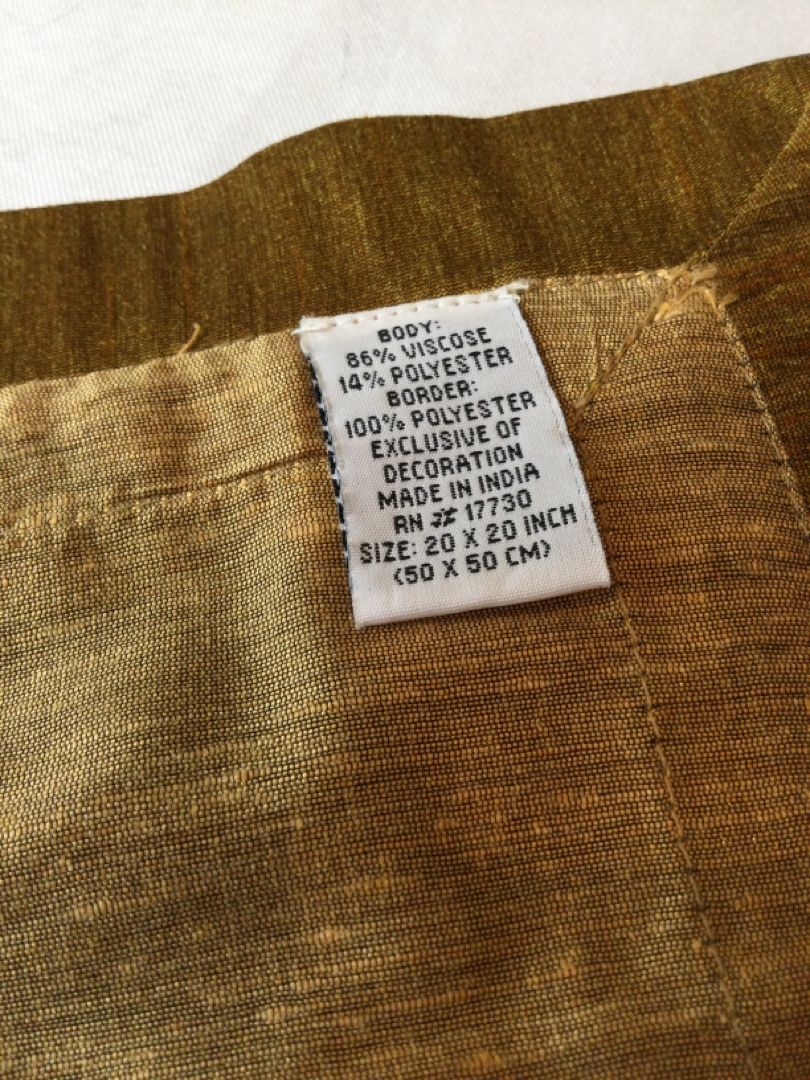 BODY:
86% VISCOSE
14% POLYESTER
BORDER:
100% POLYESTER
EXCLUSIVE OF
DECORATION
MADE IN INDIA
RN # 17730
SIZE: 20 X 20 INCH
(50 X 50 CM)